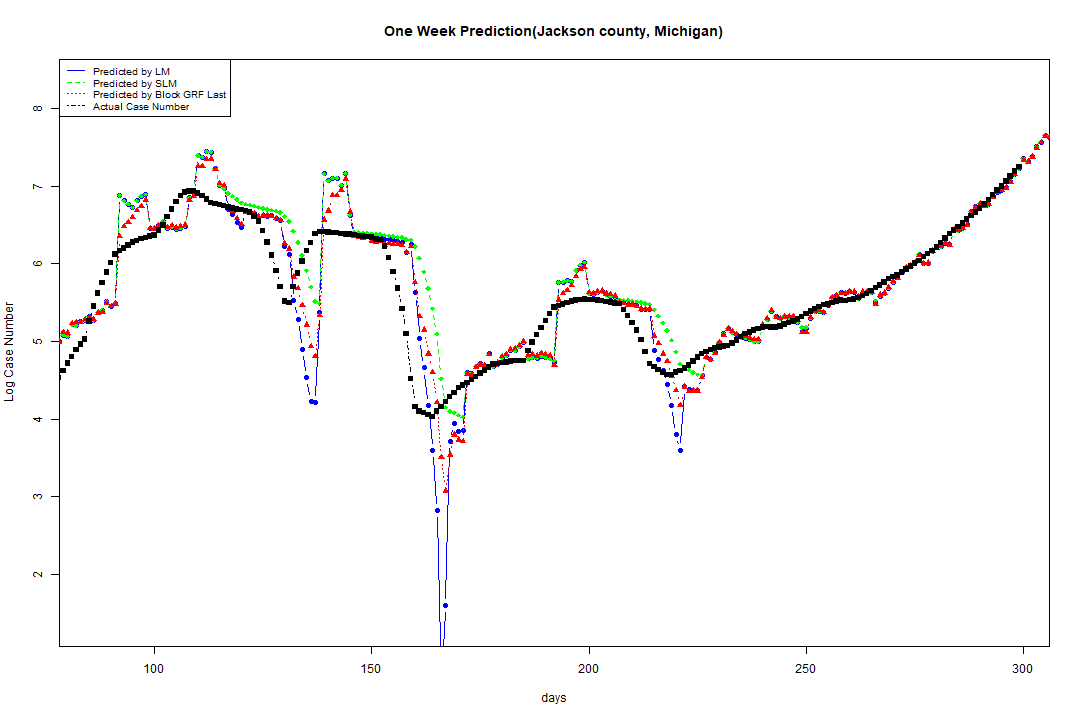 One Week Prediction(Jackson county, Michigan)
Predicted by LM
Predicted by SLM
Predicted by Block GRF Last
Actual Case Number
8
7
6
5
4
3
2
Log Case Number
100 150 200 250 300
days